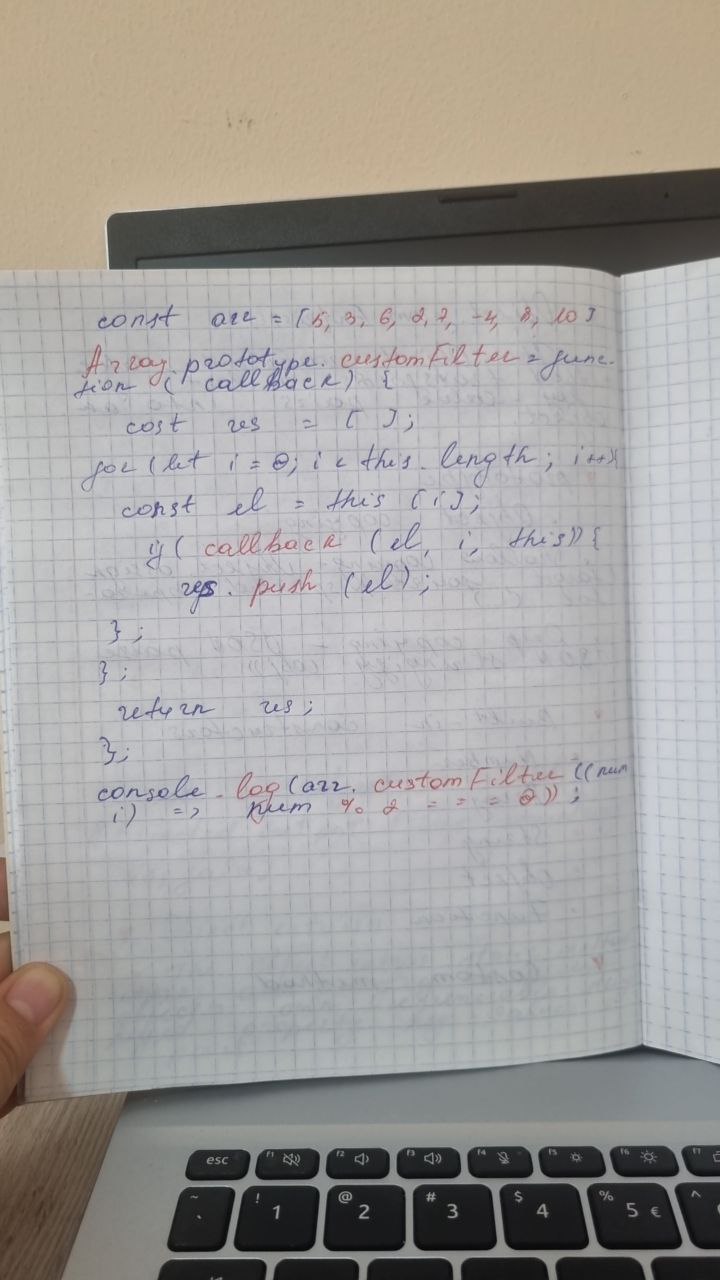 const arr = [5, 3, 6, 2, 7, -4, 8, 10]
Array.prototype.customFilter = func-
tion ( callback) {
cost res = [ ];
for (let i = 0; i < this.length; i++){
const el = this [i];
if( callback (el, i, this)) {
res. push (el);
};
};
return res;
};
console.log(arr. customFilter ((num
i) => num % 2 === 0));
esc
F1
F2
F3
F4
F5
F6
F7
~ `
! 1
@ 2
# 3
$ 4
% 5 €
^